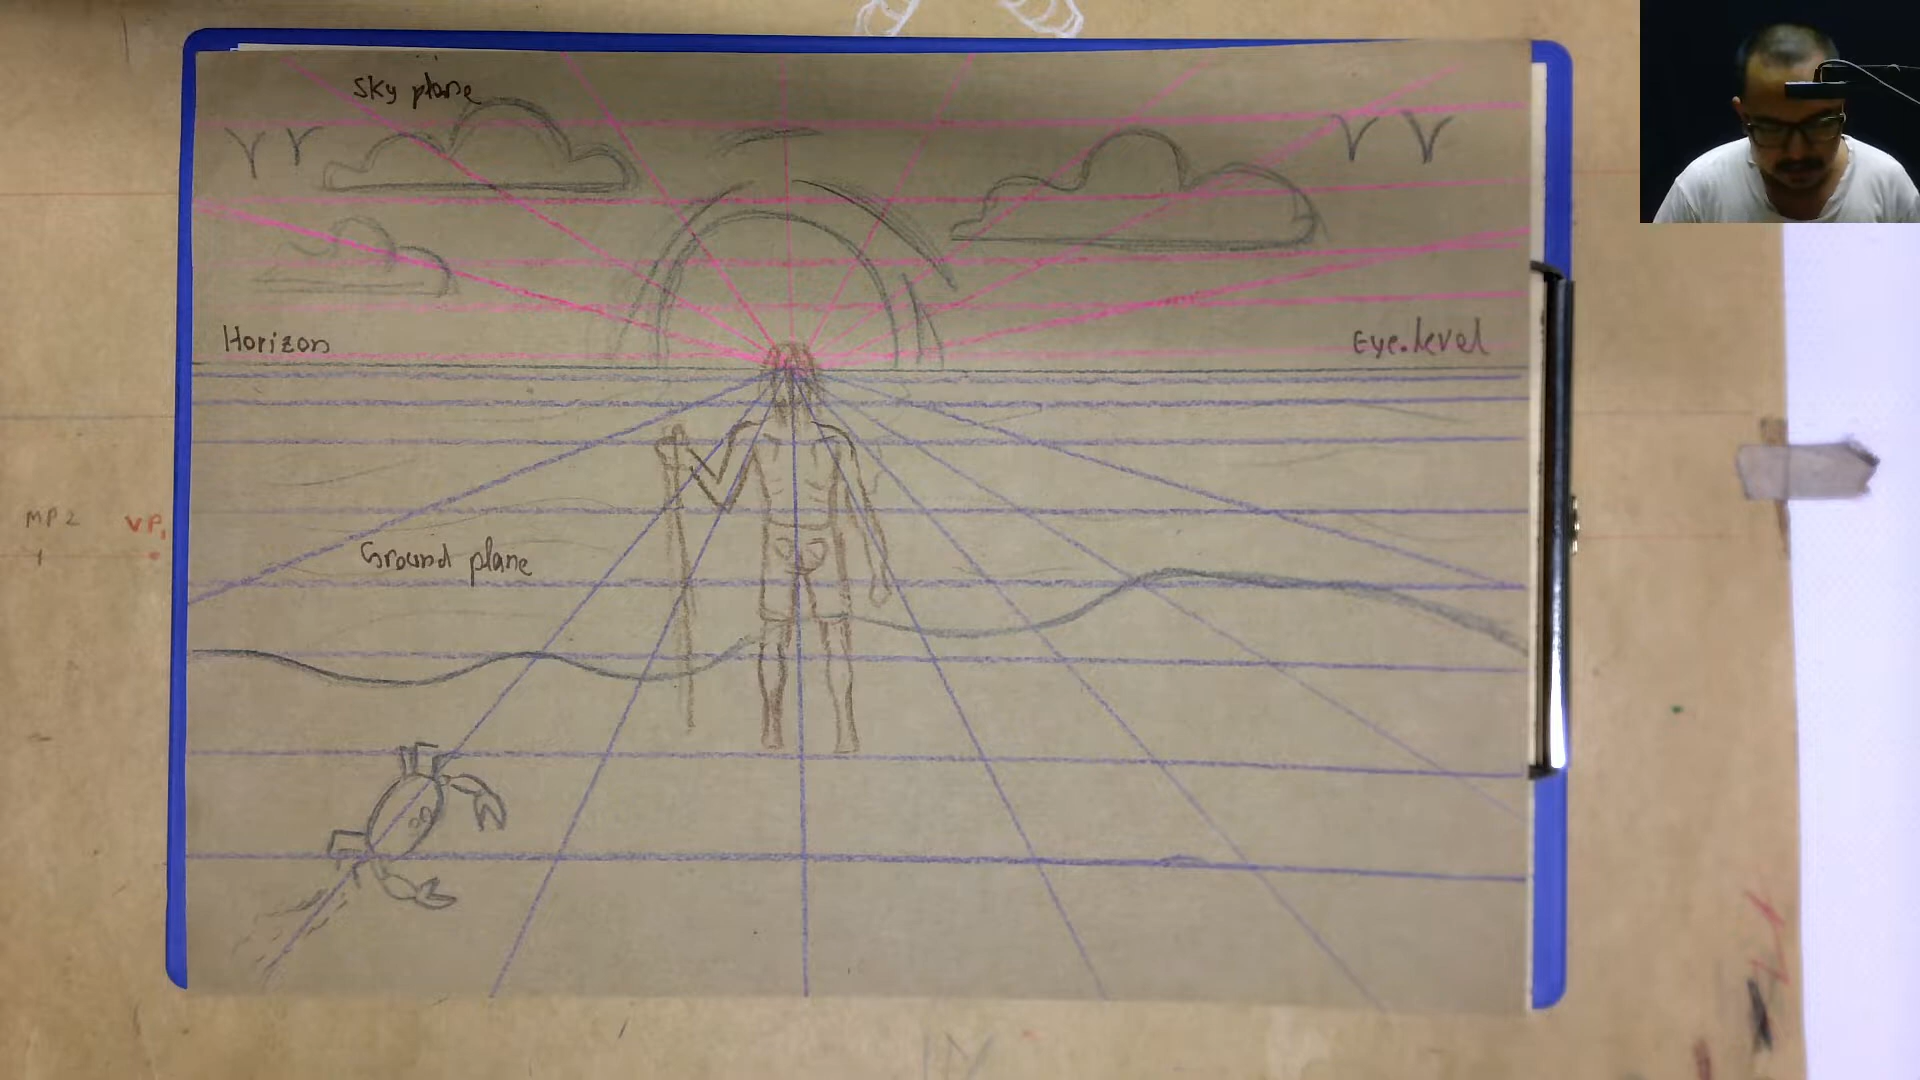 Sky plane
Horizon
Eye.level
MP2
VP1
Ground plane